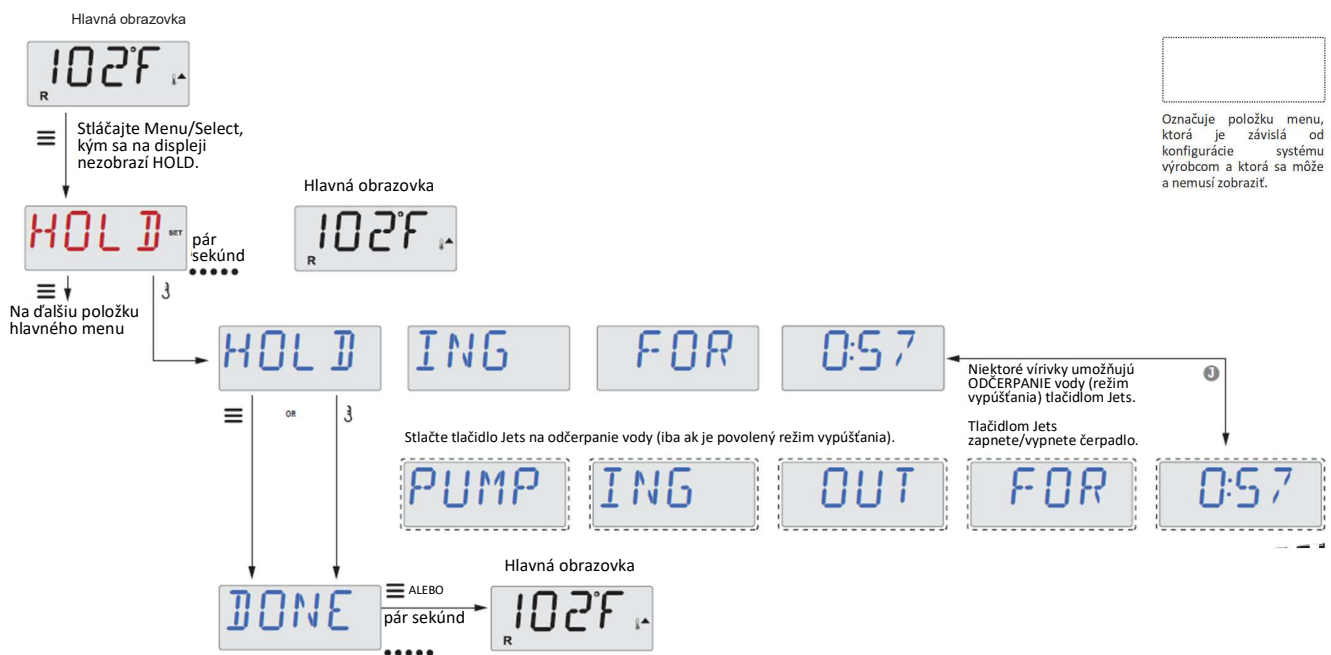 Hlavná obrazovka
102°F
R
Stláčajte Menu/Select,
kým sa na displeji
nezobrazí HOLD.
Označuje položku menu,
ktorá je závislá od
konfigurácie systému
výrobcom a ktorá sa môže
a nemusí zobraziť.
HOLD SET
pár
sekúnd
Hlavná obrazovka
102°F
R
Na ďalšiu položku
hlavného menu
HOLD ING FOR 0:57
Niektoré vírivky umožňujú
ODČERPANIE vody (režim
vypúšťania) tlačidlom Jets.
J
OR
Tlačidlom Jets
zapnete/vypnete čerpadlo.
Stlačte tlačidlo Jets na odčerpanie vody (iba ak je povolený režim vypúšťania).
PUMP ING OUT FOR 0:57
DONE
ALEBO
pár sekúnd
Hlavná obrazovka
102°F
R